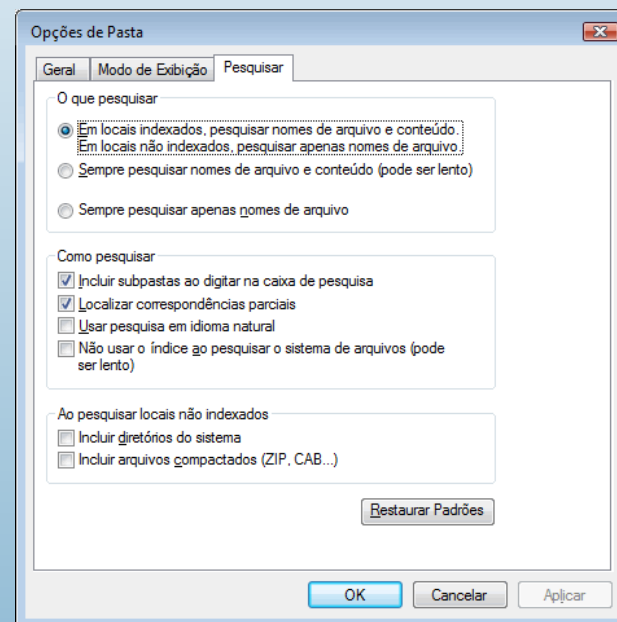 Opções de Pasta
Geral
Modo de Exibição
Pesquisar
O que pesquisar
Em locais indexados, pesquisar nomes de arquivo e conteúdo.
Em locais não indexados, pesquisar apenas nomes de arquivo.
Sempre pesquisar nomes de arquivo e conteúdo (pode ser lento)
Sempre pesquisar apenas nomes de arquivo
Como pesquisar
Incluir subpastas ao digitar na caixa de pesquisa
Localizar correspondências parciais
Usar pesquisa em idioma natural
Não usar o índice ao pesquisar o sistema de arquivos (pode
ser lento)
Ao pesquisar locais não indexados
Incluir diretórios do sistema
Incluir arquivos compactados (ZIP, CAB...)
Restaurar Padrões
OK
Cancelar
Aplicar